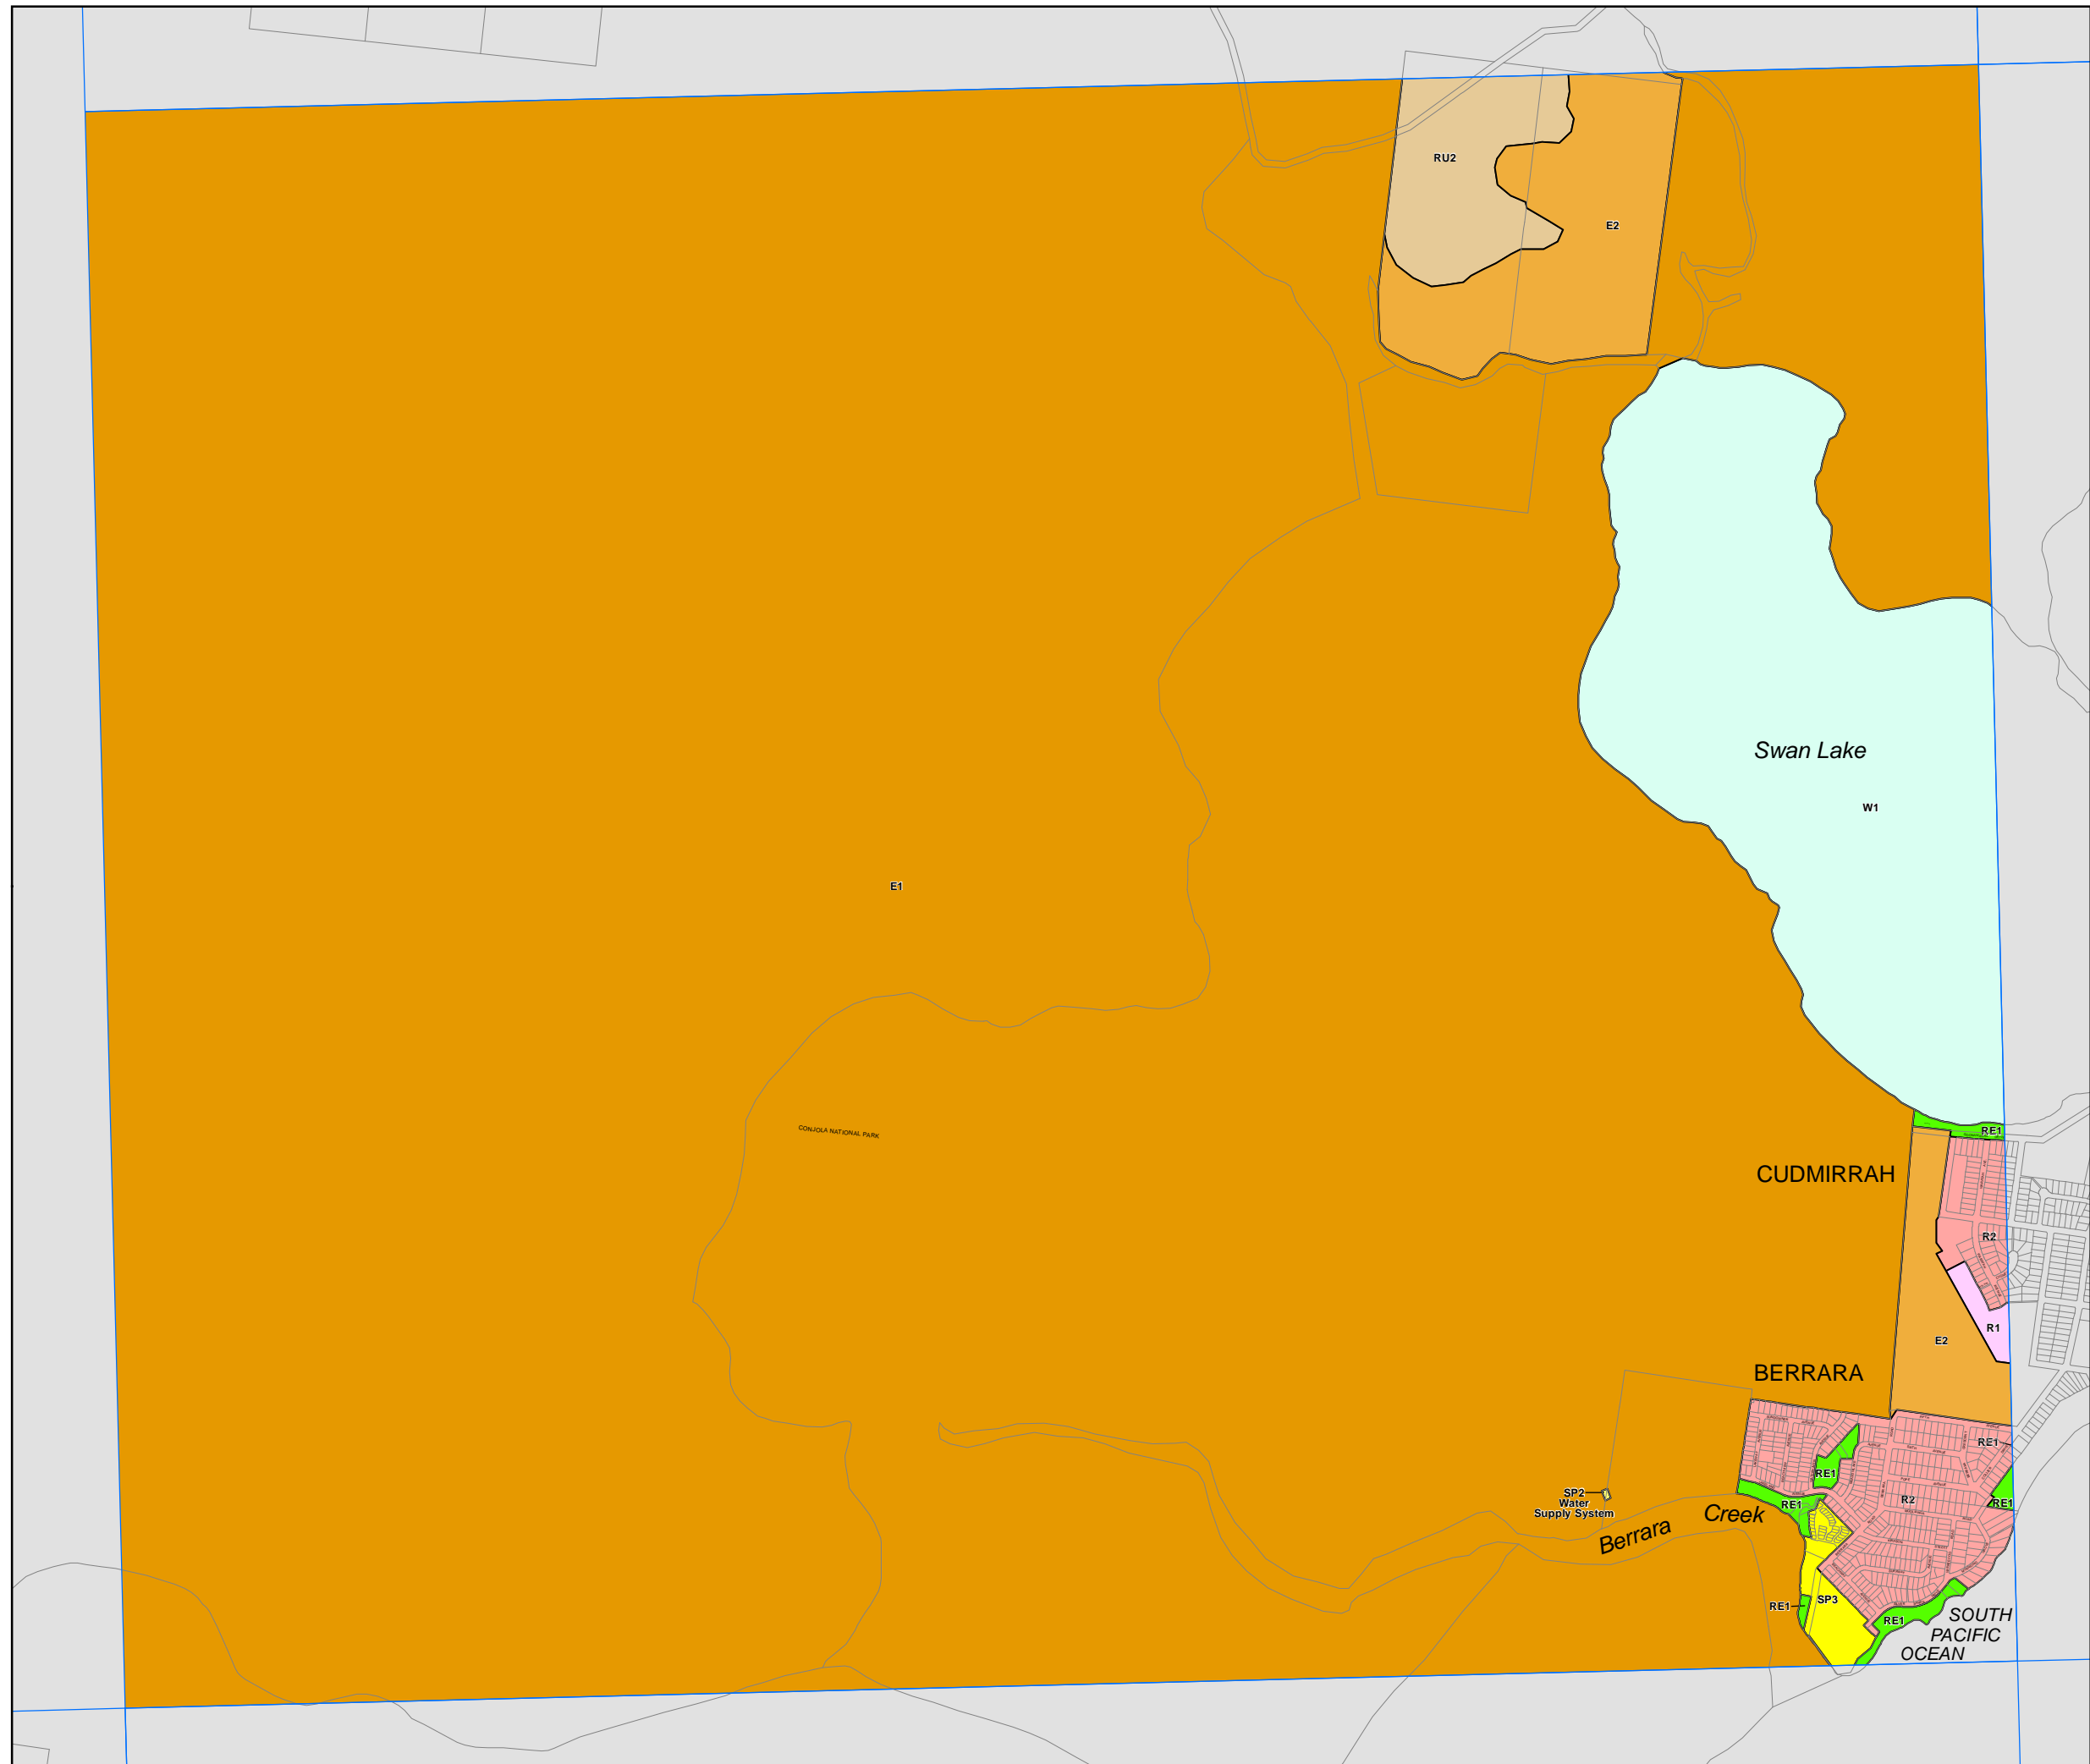 RU2
E2
Swan Lake
W1
E1
CONJOLA NATIONAL PARK
RE1
CUDMIRRAH
R2
R1
E2
BERRARA
RE1
RE1
SP2
Water
Supply System
RE1
Creek
R2
RE1
Berrara
SP3
RE1
RE1
SOUTH
PACIFIC
OCEAN